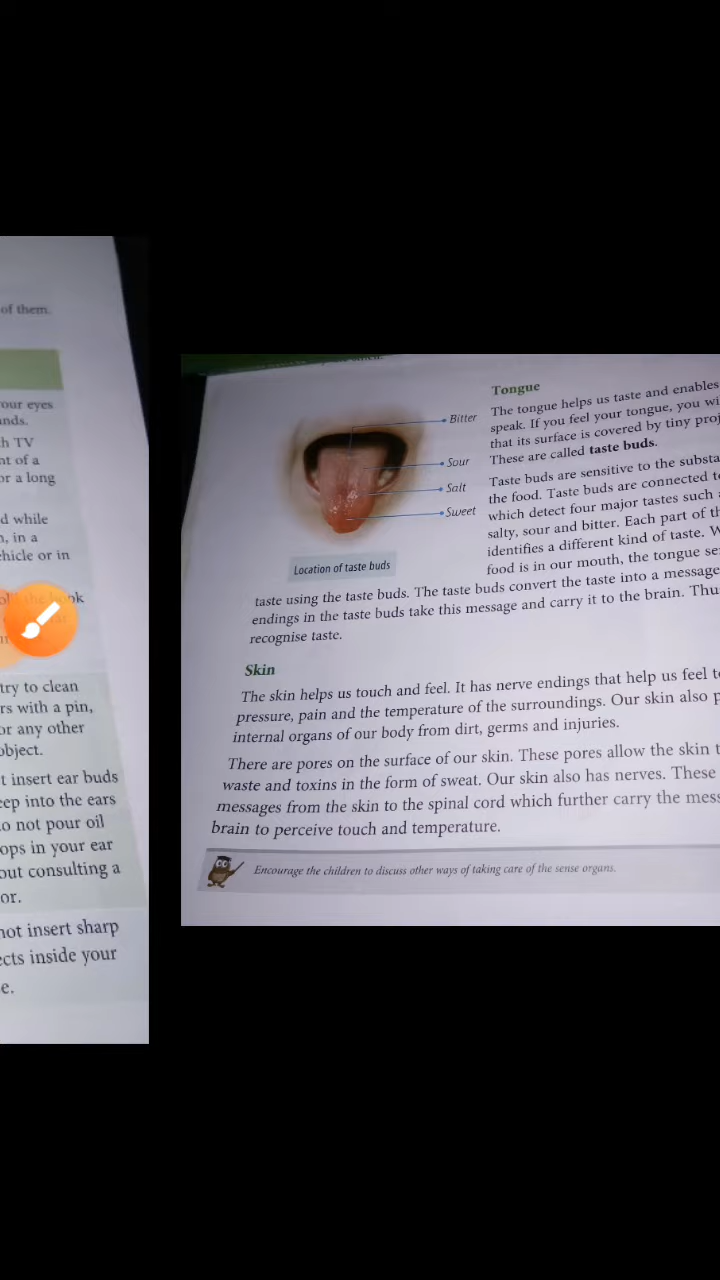 of them.
our eyes
ands.
h TV
nt of a
or a long
d while
n, in a
ehicle or in
ook
try to clean
rs with a pin,
or any other
object.
t insert ear buds
eep into the ears
o not pour oil
ops in your ear
out consulting a
or.
not insert sharp
ects inside your
e.
Tongue
The tongue helps us taste and enables
speak. If you feel your tongue, you wi
that its surface is covered by tiny proj
These are called taste buds.
Bitter
Sour
Salt
Sweet
Location of taste buds
Taste buds are sensitive to the substa
the food. Taste buds are connected t
which detect four major tastes such a
salty, sour and bitter. Each part of th
identifies a different kind of taste. W
food is in our mouth, the tongue se
taste using the taste buds. The taste buds convert the taste into a message
endings in the taste buds take this message and carry it to the brain. Thu
recognise taste.
Skin
The skin helps us touch and feel. It has nerve endings that help us feel t
pressure, pain and the temperature of the surroundings. Our skin also p
internal organs of our body from dirt, germs and injuries.
There are pores on the surface of our skin. These pores allow the skin t
waste and toxins in the form of sweat. Our skin also has nerves. These
messages from the skin to the spinal cord which further carry the mess
brain to perceive touch and temperature.
Encourage the children to discuss other ways of taking care of the sense organs.